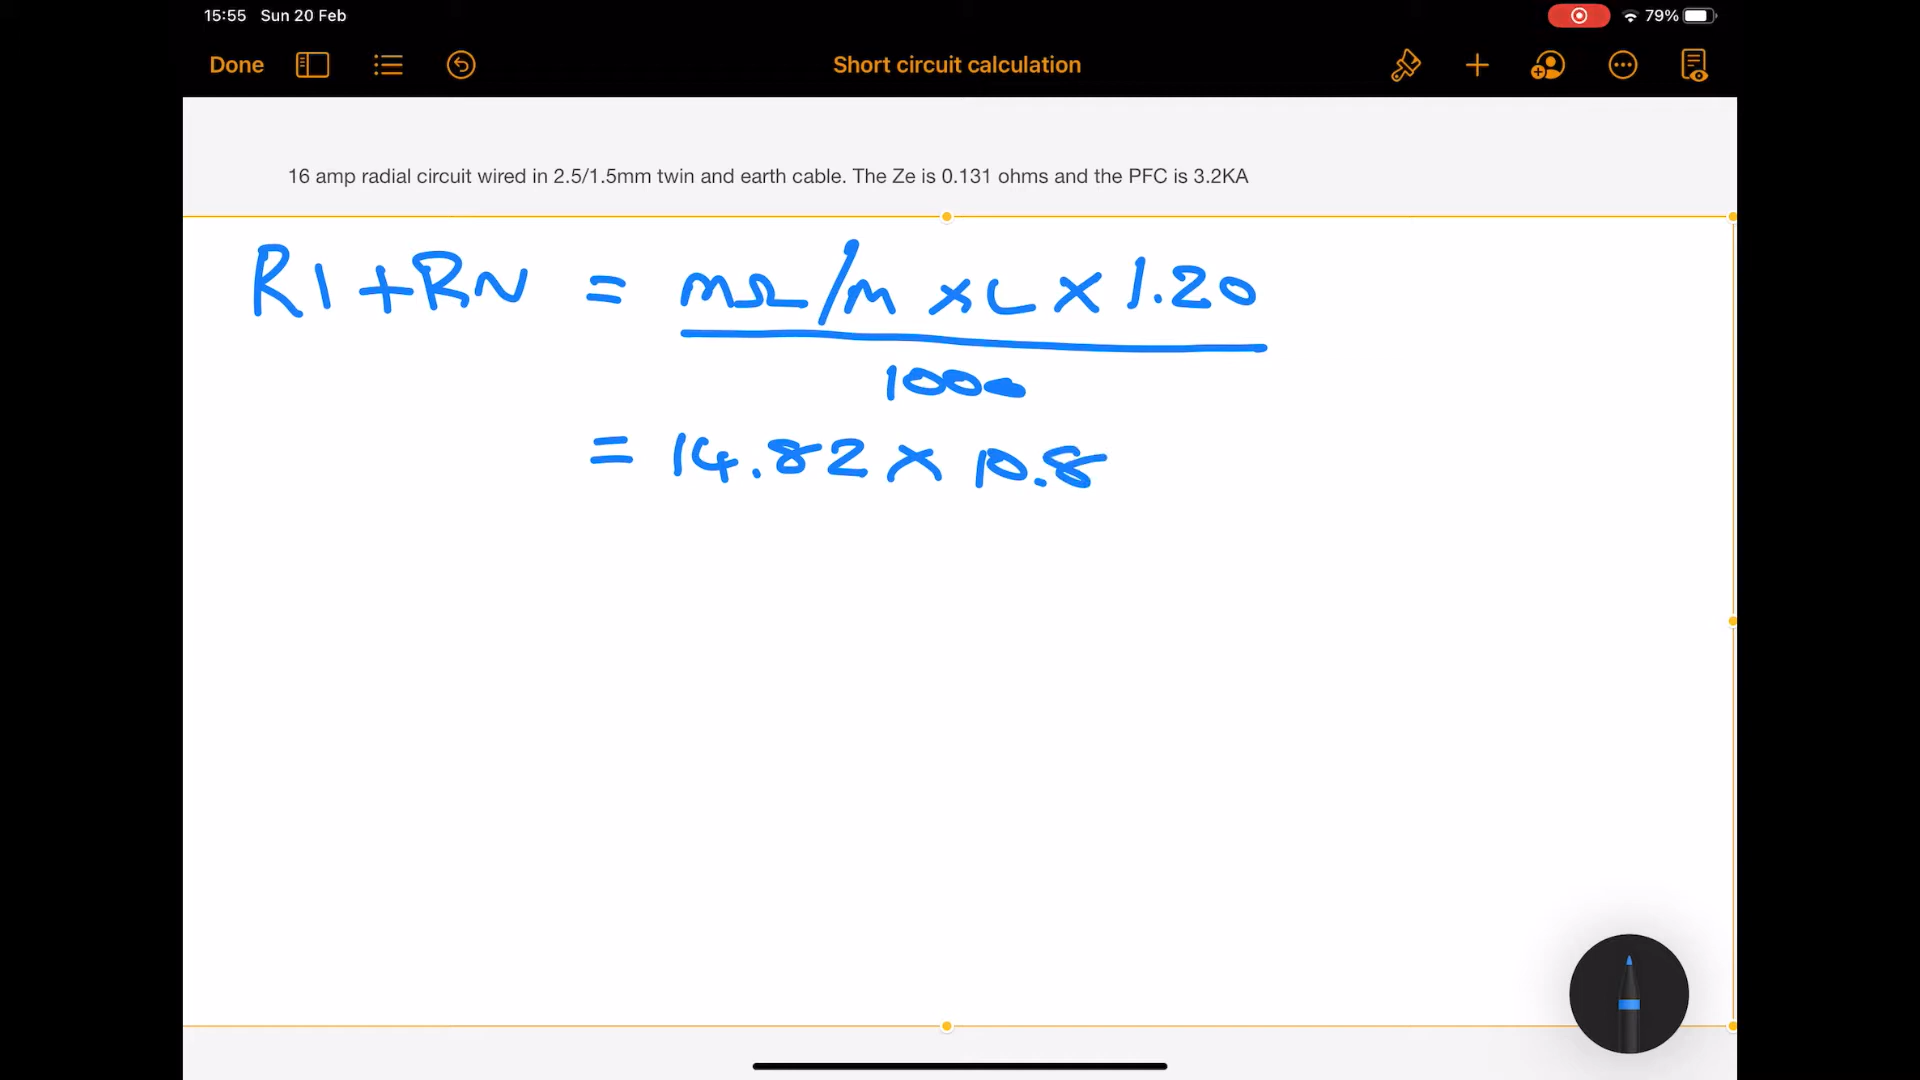 15:55 Sun 20 Feb
79%
Done
Short circuit calculation
16 amp radial circuit wired in 2.5/1.5mm twin and earth cable. The Ze is 0.131 ohms and the PFC is 3.2KA
R1+RN = mΩ/M × L × 1.20
1000
= 14.82 × 10.8